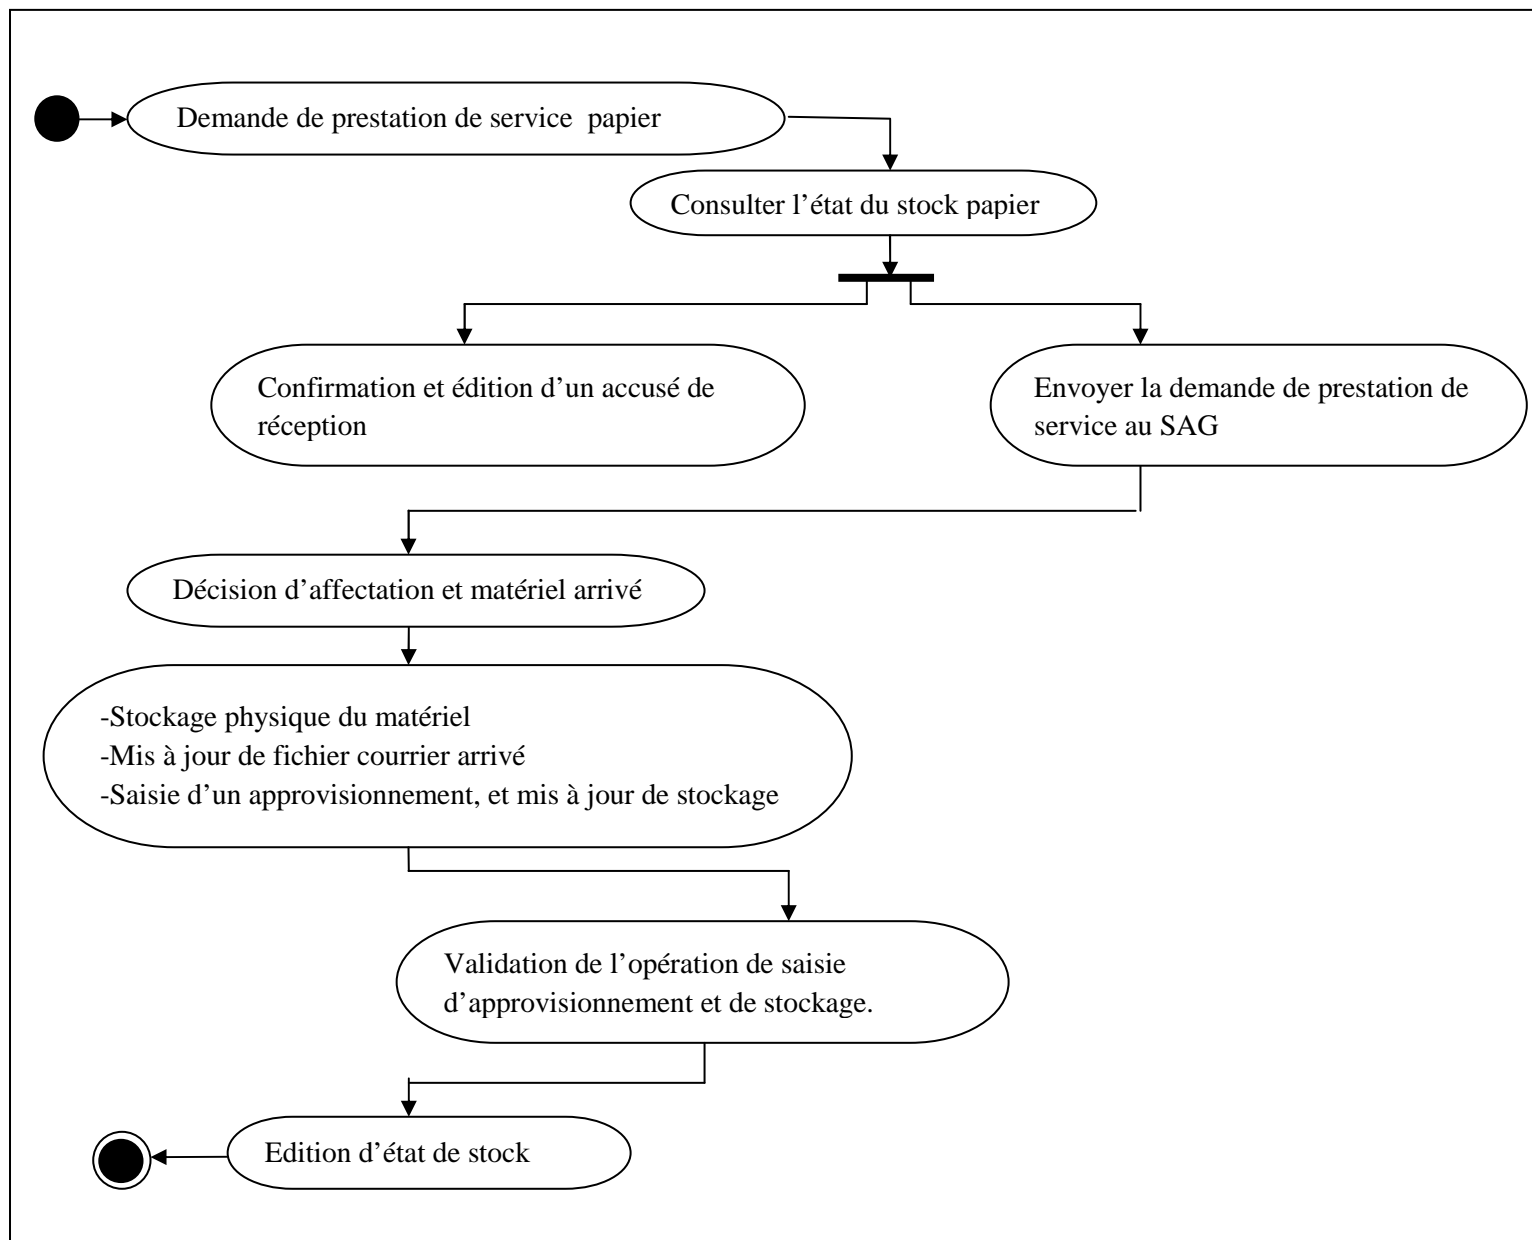 Demande de prestation de service  papier
Consulter l’état du stock papier
Confirmation et édition d’un accusé de
réception
Envoyer la demande de prestation de
service au SAG
Décision d’affectation et matériel arrivé
-Stockage physique du matériel
-Mis à jour de fichier courrier arrivé
-Saisie d’un approvisionnement, et mis à jour de stockage
Validation de l’opération de saisie
d’approvisionnement et de stockage.
Edition d’état de stock